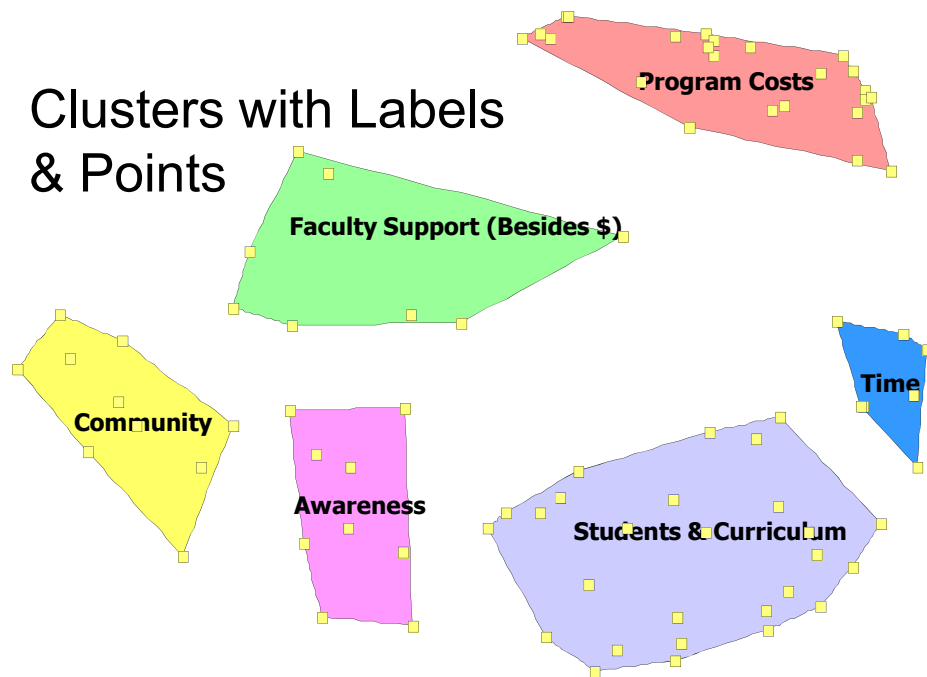 Clusters with Labels
& Points
Program Costs
Faculty Support (Besides $)
Community
Time
Awareness
Students & Curriculum